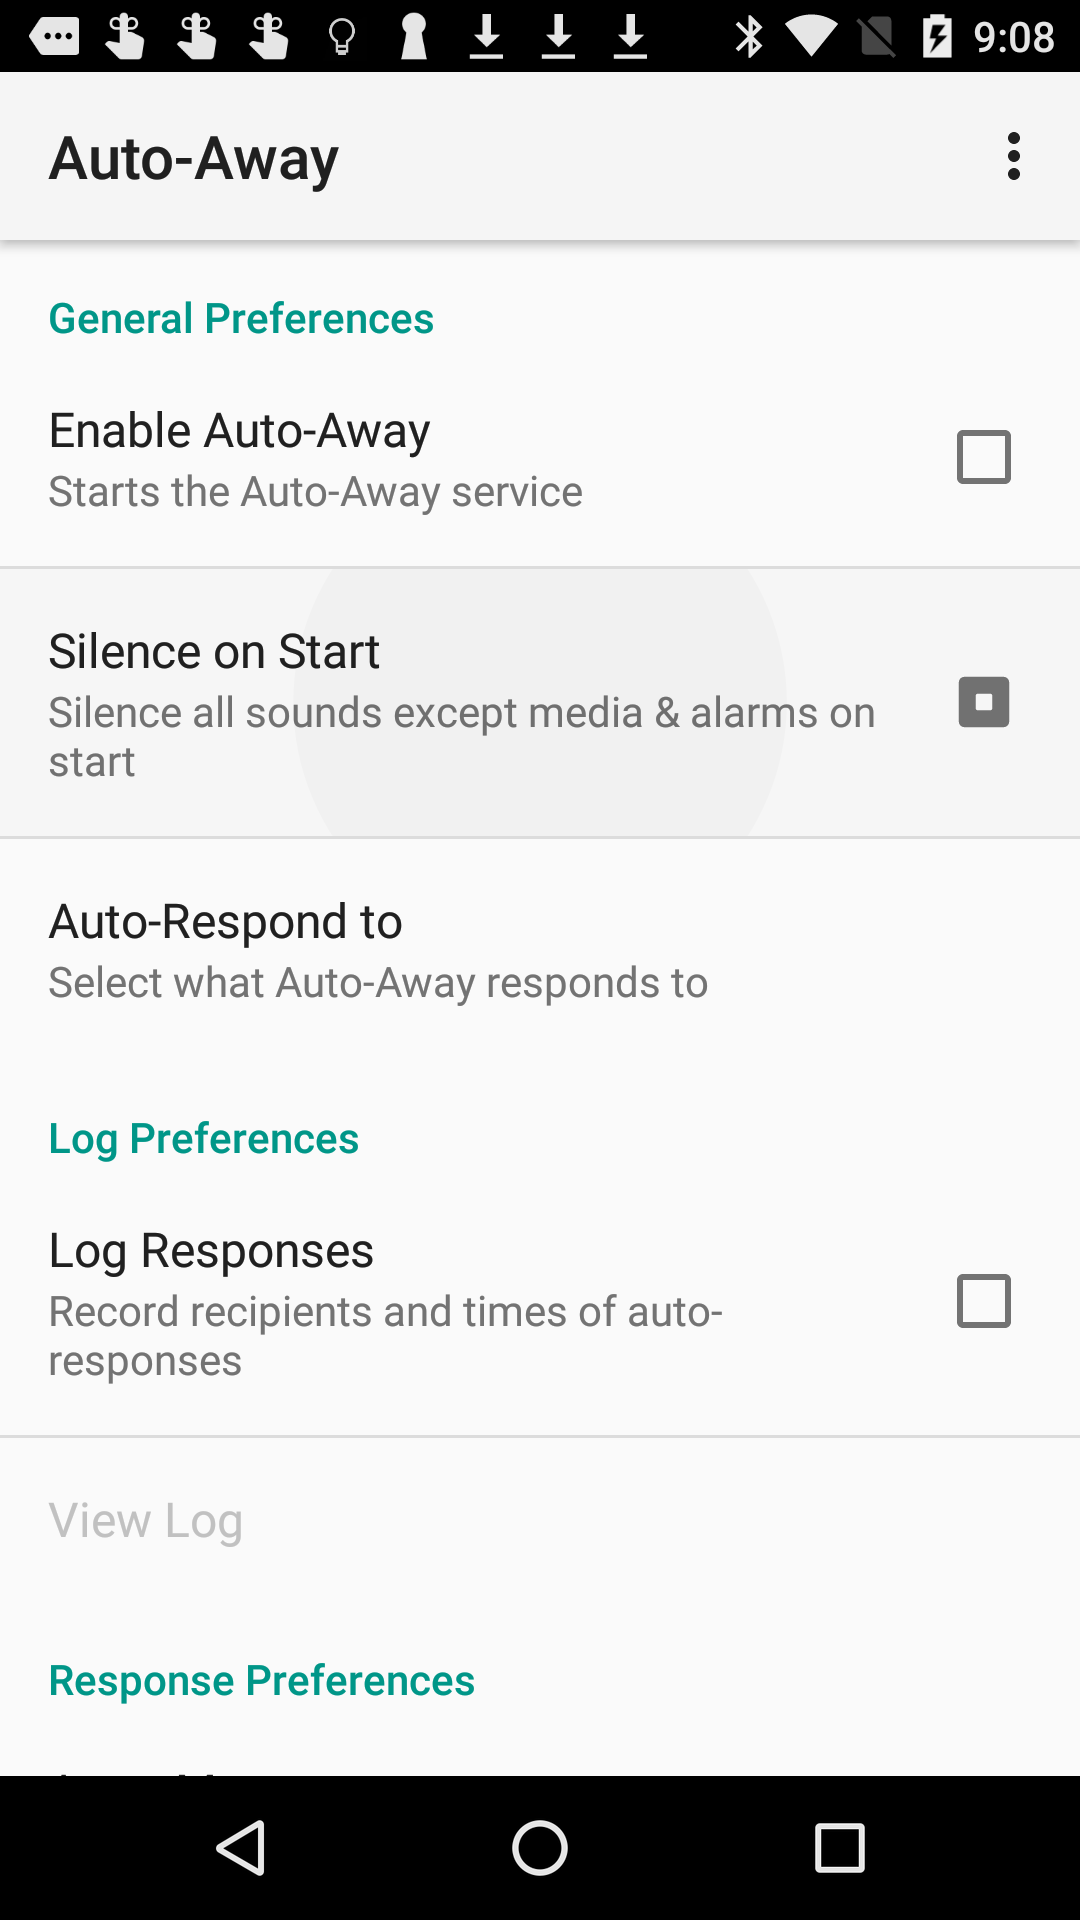 9:08
Auto-Away
General Preferences
Enable Auto-Away
Starts the Auto-Away service
Silence on Start
Silence all sounds except media & alarms on
start
Auto-Respond to
Select what Auto-Away responds to
Log Preferences
Log Responses
Record recipients and times of auto-
responses
View Log
Response Preferences